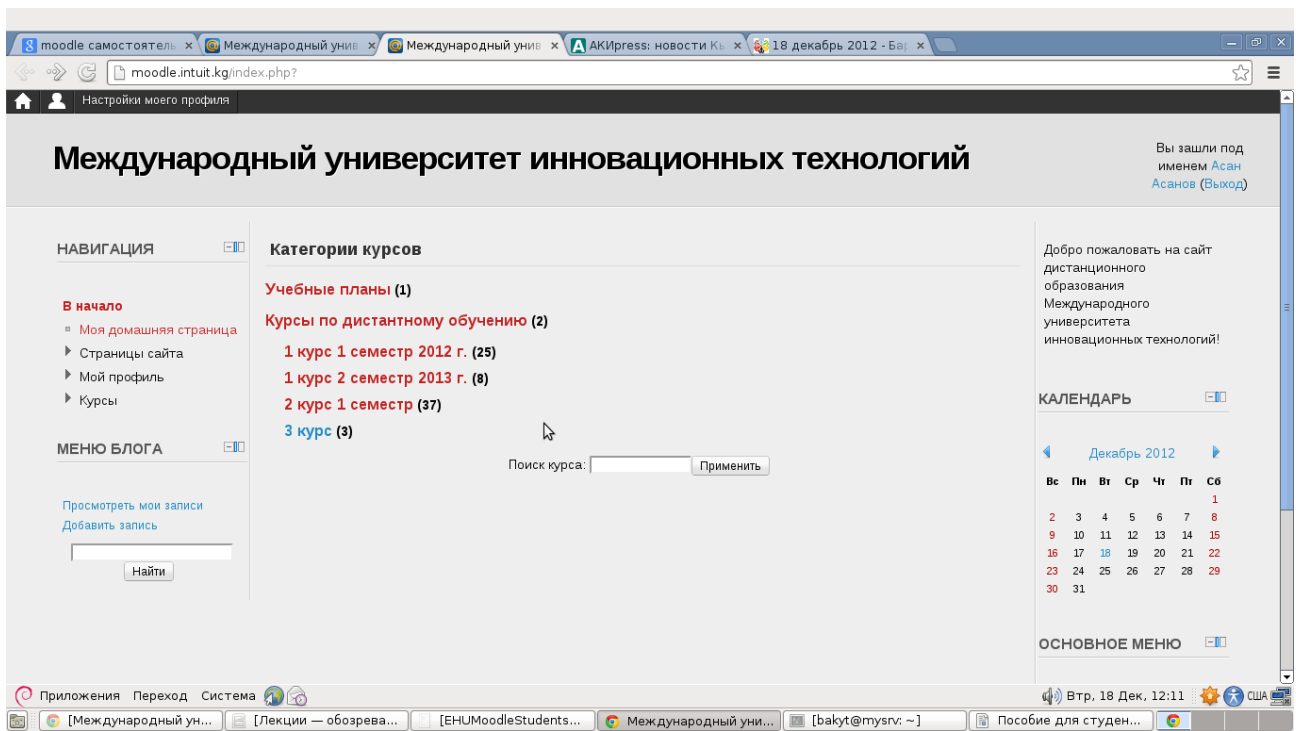 moodle самостоятель
Международный унив
Международный унив
АКИpress: новости Кь
18 декабрь 2012 - Бар
moodle.intuit.kg/index.php?
Настройки моего профиля
Международный университет инновационных технологий
Вы зашли под
именем Асан
Асанов (Выход)
НАВИГАЦИЯ
В начало
Моя домашняя страница
Страницы сайта
Мой профиль
Курсы
МЕНЮ БЛОГА
Просмотреть мои записи
Добавить запись
Найти
Категории курсов
Учебные планы (1)
Курсы по дистантному обучению (2)
1 курс 1 семестр 2012 г. (25)
1 курс 2 семестр 2013 г. (8)
2 курс 1 семестр (37)
3 курс (3)
Поиск курса: Применить
Добро пожаловать на сайт
дистанционного
образования
Международного
университета
инновационных технологий!
КАЛЕНДАРЬ
Декабрь 2012
Вс Пн Вт Ср Чт Пт Сб
1
2 3 4 5 6 7 8
9 10 11 12 13 14 15
16 17 18 19 20 21 22
23 24 25 26 27 28 29
30 31
ОСНОВНОЕ МЕНЮ
Приложения Переход Система
Втр, 18 Дек, 12:11 США
[Международный ун...
[Лекции — обозрева...
[EHUMoodleStudents...
Международный уни...
[bakyt@mysrv: ~]
Пособие для студен...